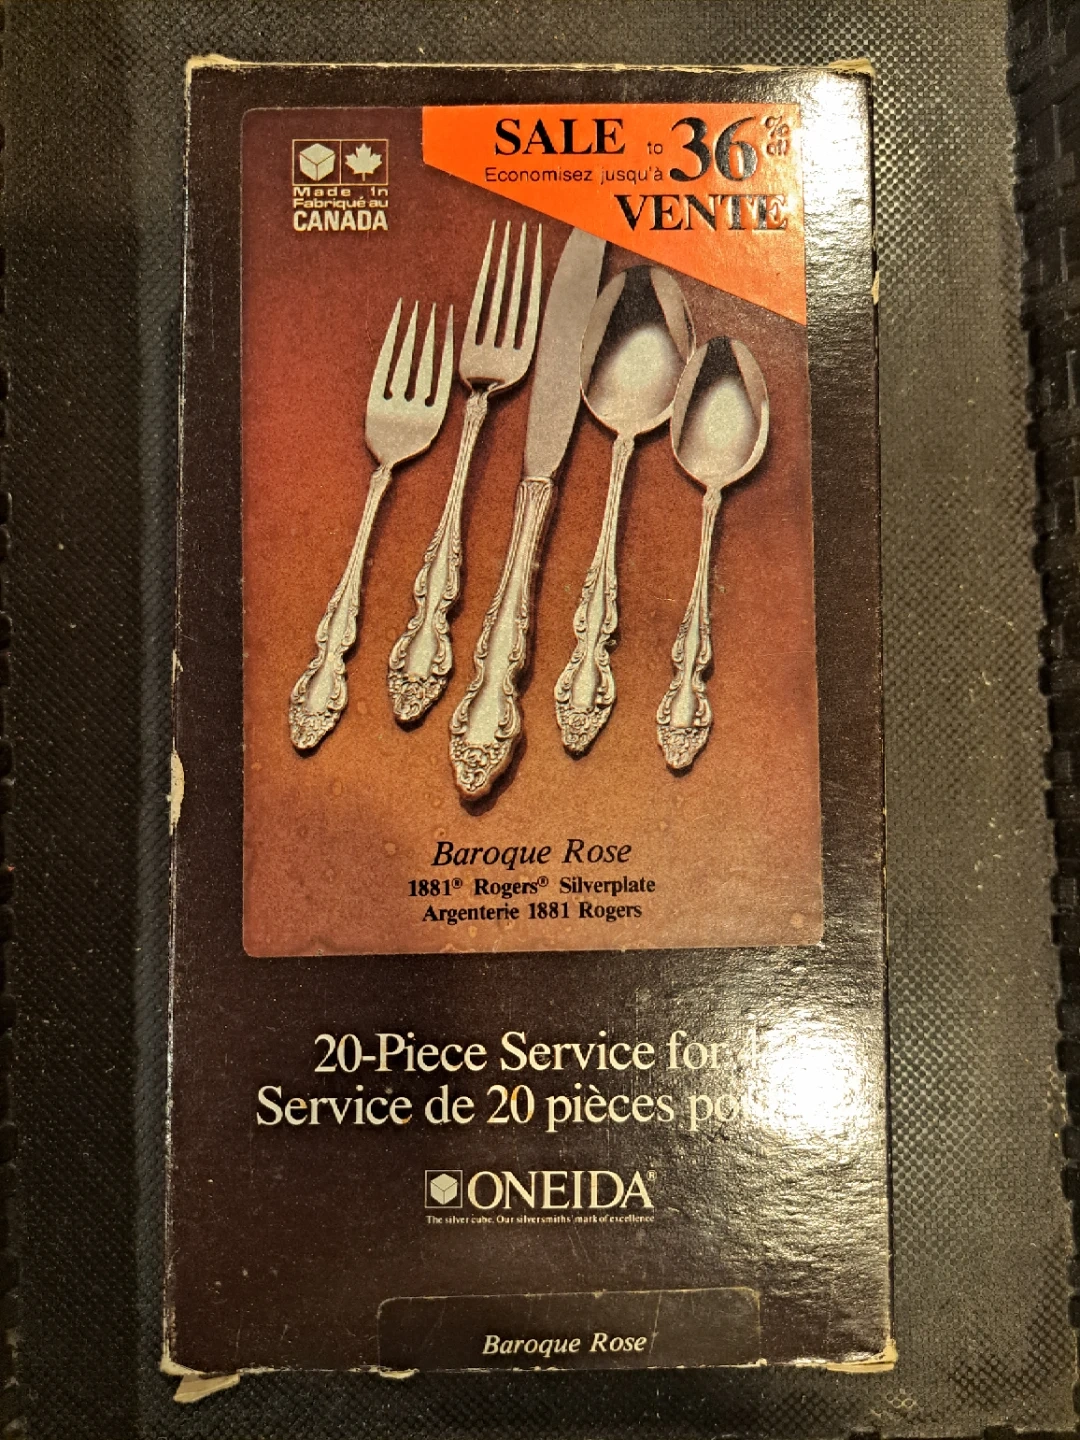 SALE to 36% off
Economisez jusqu'à
VENTE
Made in
Fabriqué au
CANADA
Baroque Rose
1881® Rogers® Silverplate
Argenterie 1881 Rogers
20-Piece Service for 4
Service de 20 pièces
ONEIDA®
The silver cube. Our silversmiths' mark of excellence
Baroque Rose